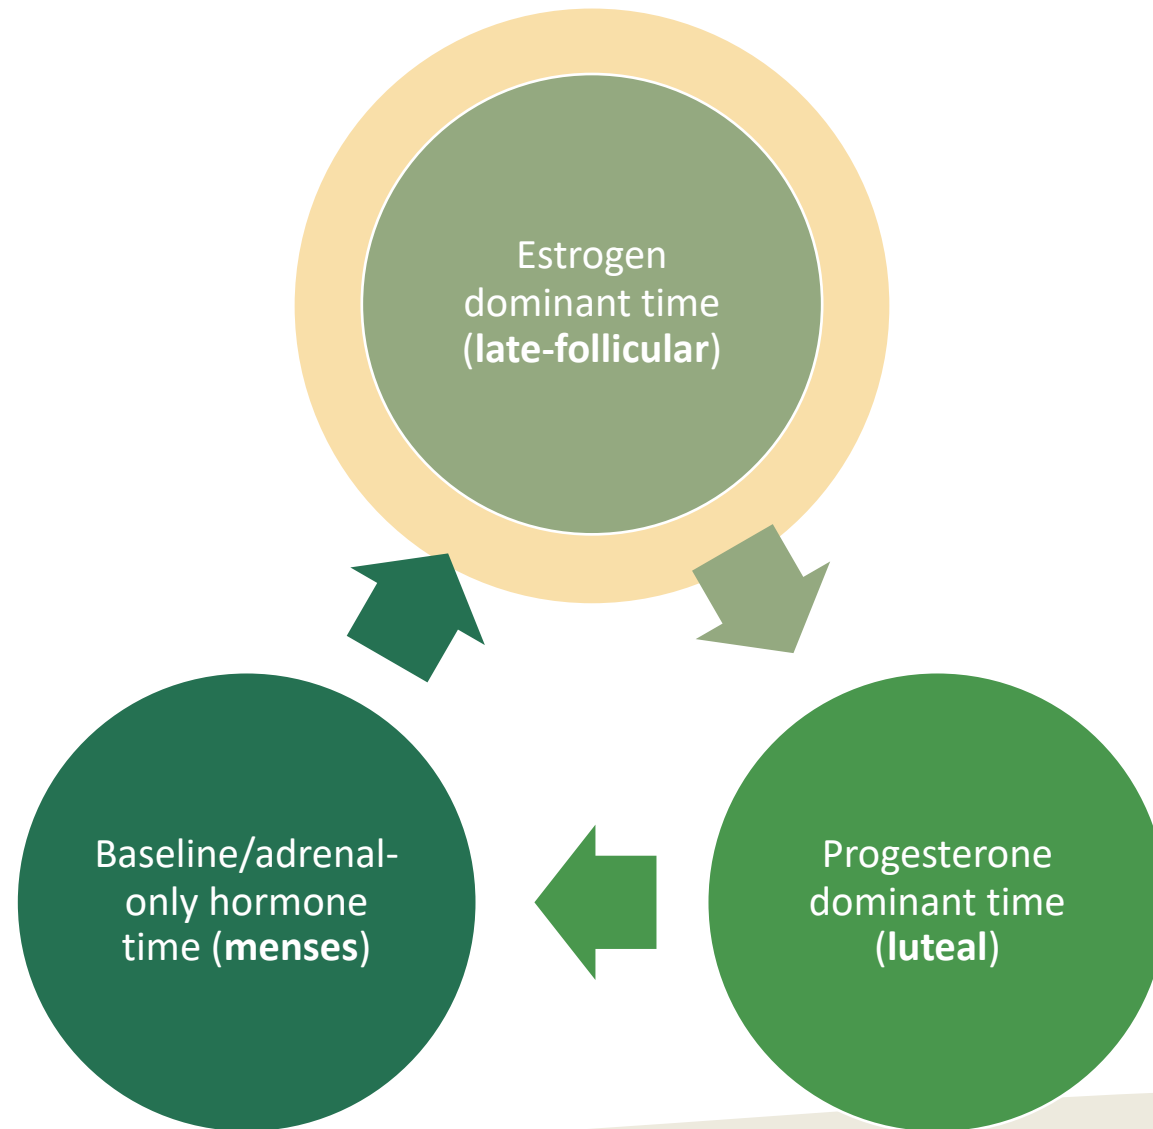 Estrogen
dominant time
(late-follicular)
Baseline/adrenal-
only hormone
time (menses)
Progesterone
dominant time
(luteal)